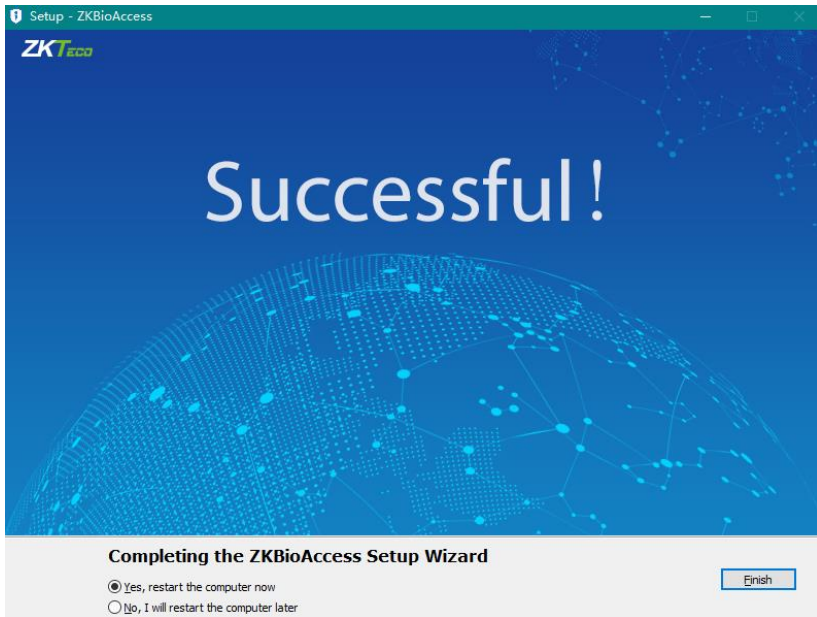 Setup - ZKBioAccess
ZKTeco
Successful!
Completing the ZKBioAccess Setup Wizard
Yes, restart the computer now
Finish
No, I will restart the computer later